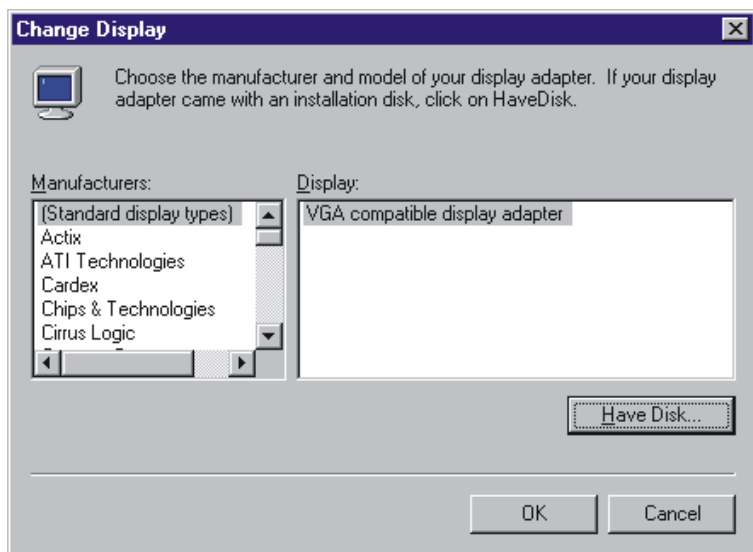 Change Display
Choose the manufacturer and model of your display adapter. If your display
adapter came with an installation disk, click on HaveDisk.
Manufacturers:
(Standard display types)
Actix
ATI Technologies
Cardex
Chips & Technologies
Cirrus Logic
Display:
VGA compatible display adapter
Have Disk...
OK
Cancel